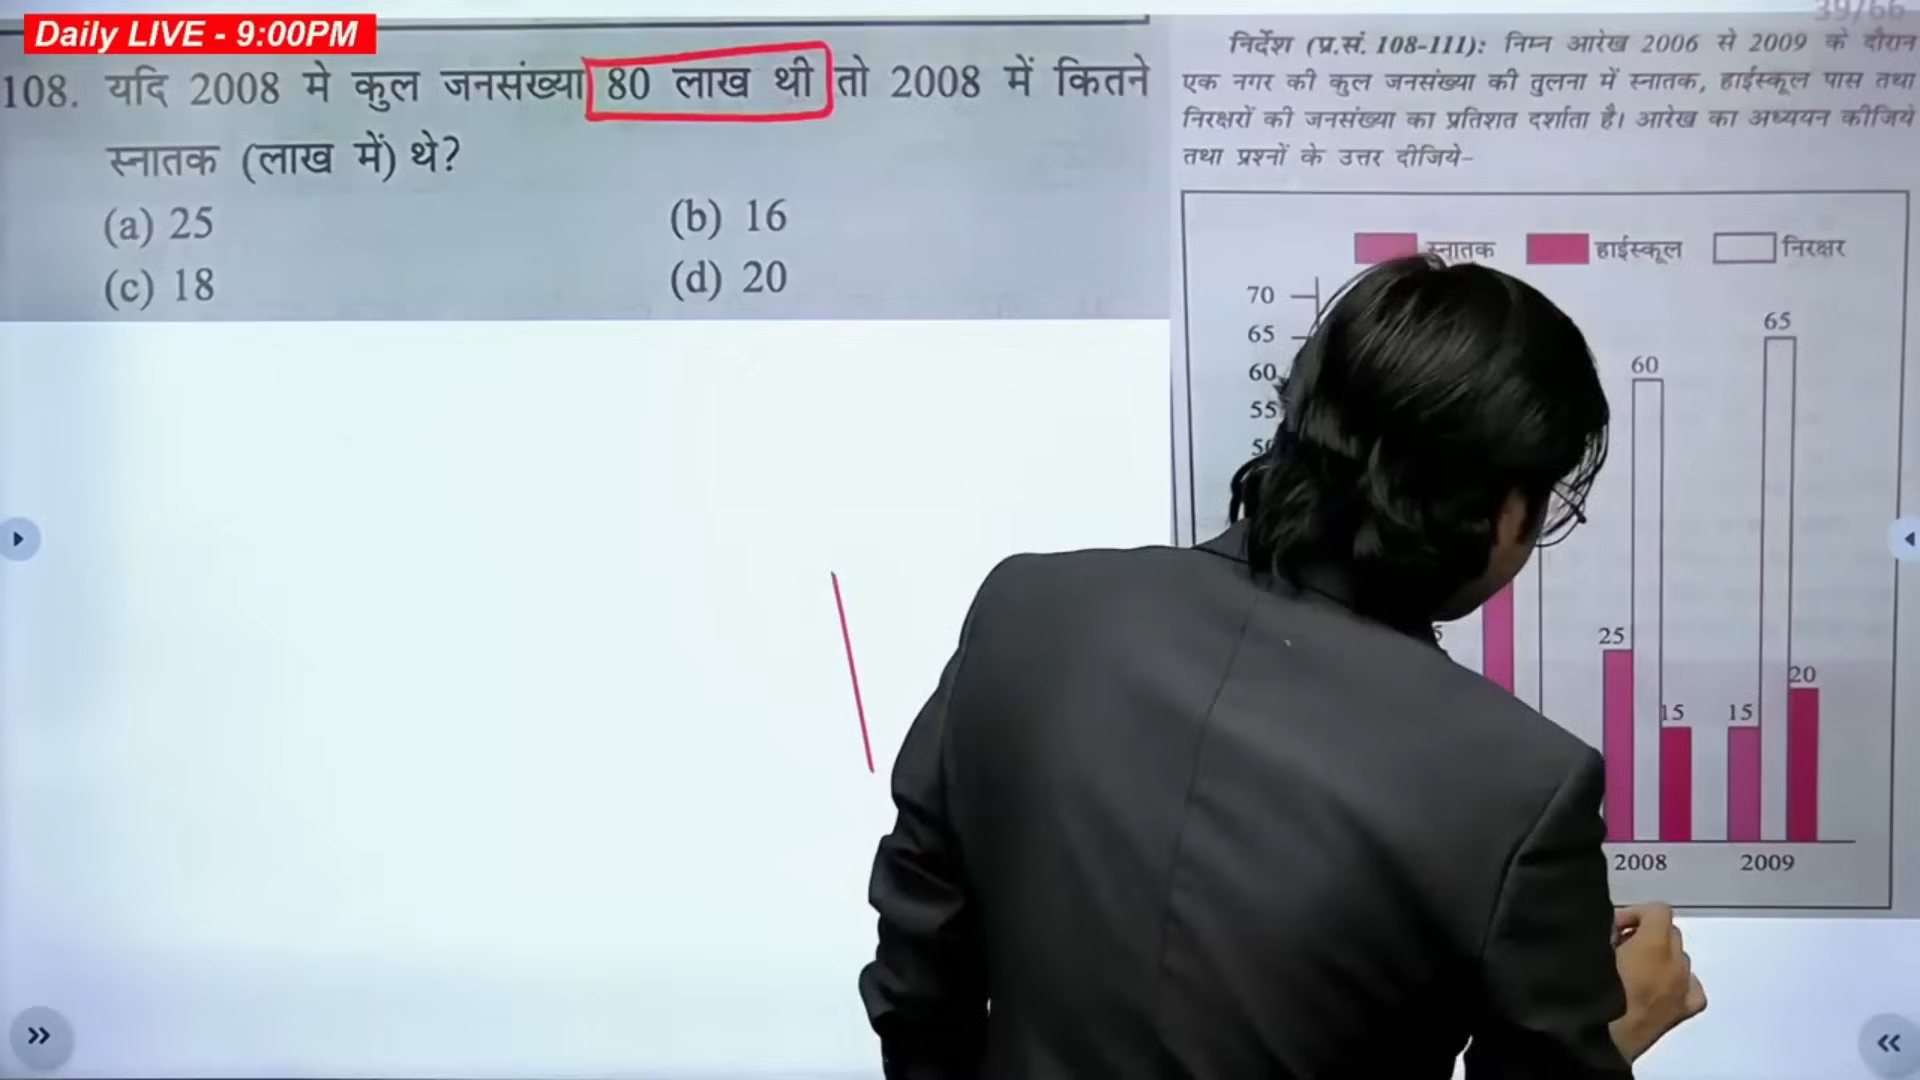 Daily LIVE - 9:00PM
39/66
108. यदि 2008 मे कुल जनसंख्या 80 लाख थी तो 2008 में कितने
स्नातक (लाख में) थे?
(a) 25 (b) 16
(c) 18 (d) 20
निर्देश (प्र.सं. 108-111): निम्न आरेख 2006 से 2009 के दौरान
एक नगर की कुल जनसंख्या की तुलना में स्नातक, हाईस्कूल पास तथा
निरक्षरों की जनसंख्या का प्रतिशत दर्शाता है। आरेख का अध्ययन कीजिये
तथा प्रश्नों के उत्तर दीजिये–
स्नातक हाईस्कूल निरक्षर
70
65
60
55
65
60
25
20
15 15
2008 2009